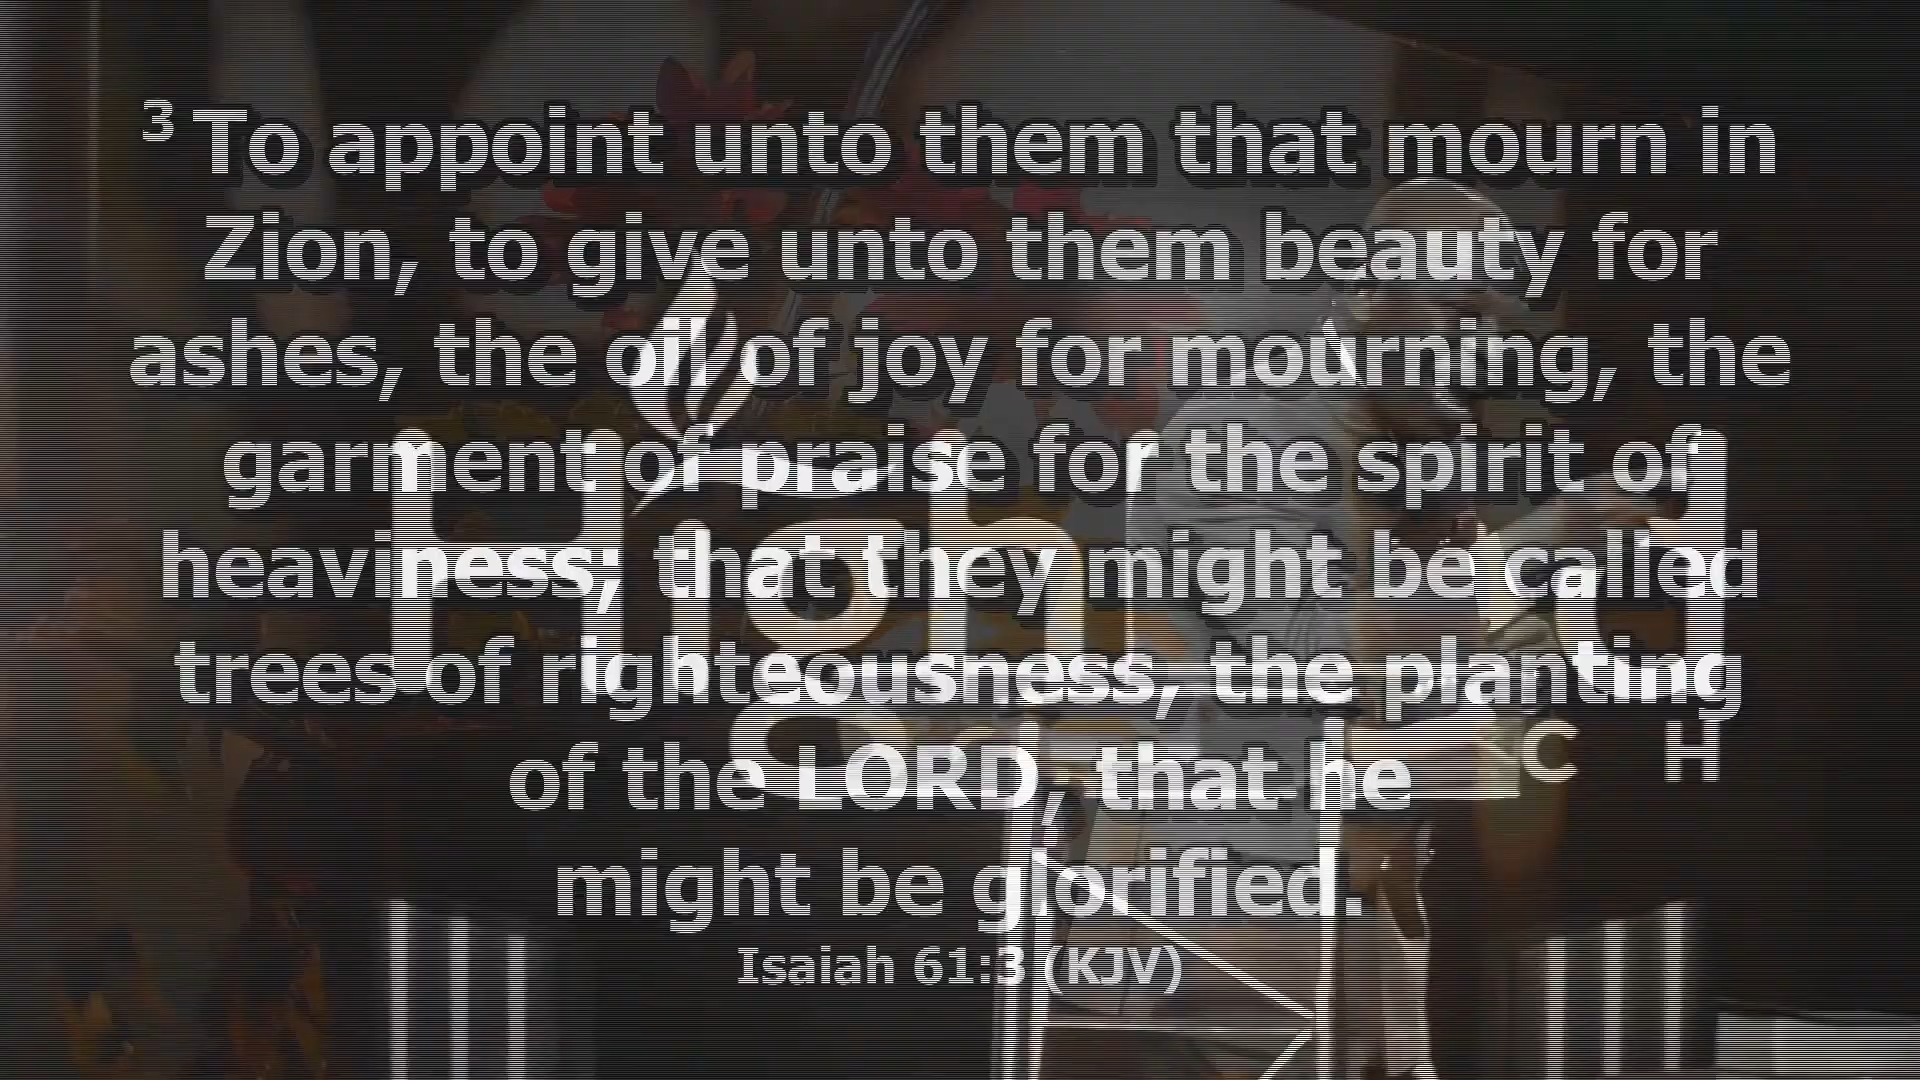 3 To appoint unto them that mourn in
Zion, to give unto them beauty for
ashes, the oil of joy for mourning, the
garment of praise for the spirit of
heaviness; that they might be called
trees of righteousness, the planting
of the LORD, that he
might be glorified.
Isaiah 61:3 (KJV)
High
d
C H